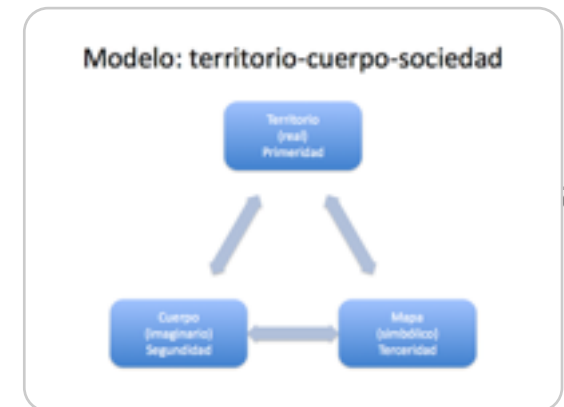 Modelo: territorio-cuerpo-sociedad
Territorio
(real)
Primeridad
Cuerpo
(imaginario)
Segundidad
Mapa
(simbólico)
Terceridad